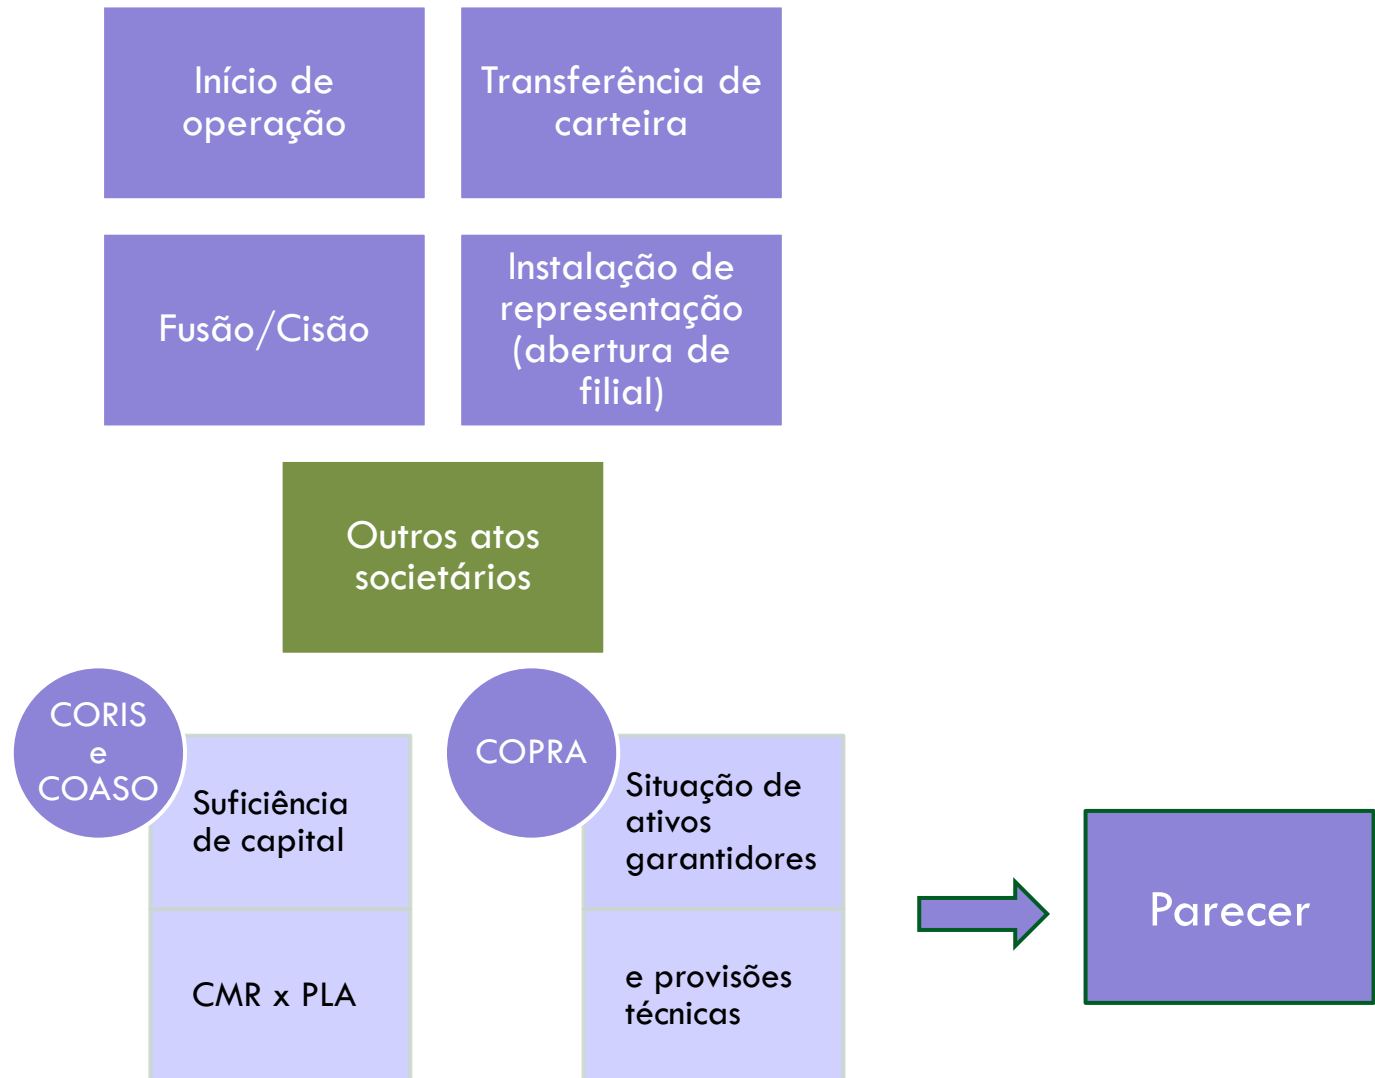 Início de
operação
Transferência de
carteira
Fusão/Cisão
Instalação de
representação
(abertura de
filial)
Outros atos
societários
CORIS
e
COASO
Suficiência
de capital
CMR x PLA
COPRA
Situação de
ativos
garantidores
e provisões
técnicas
Parecer